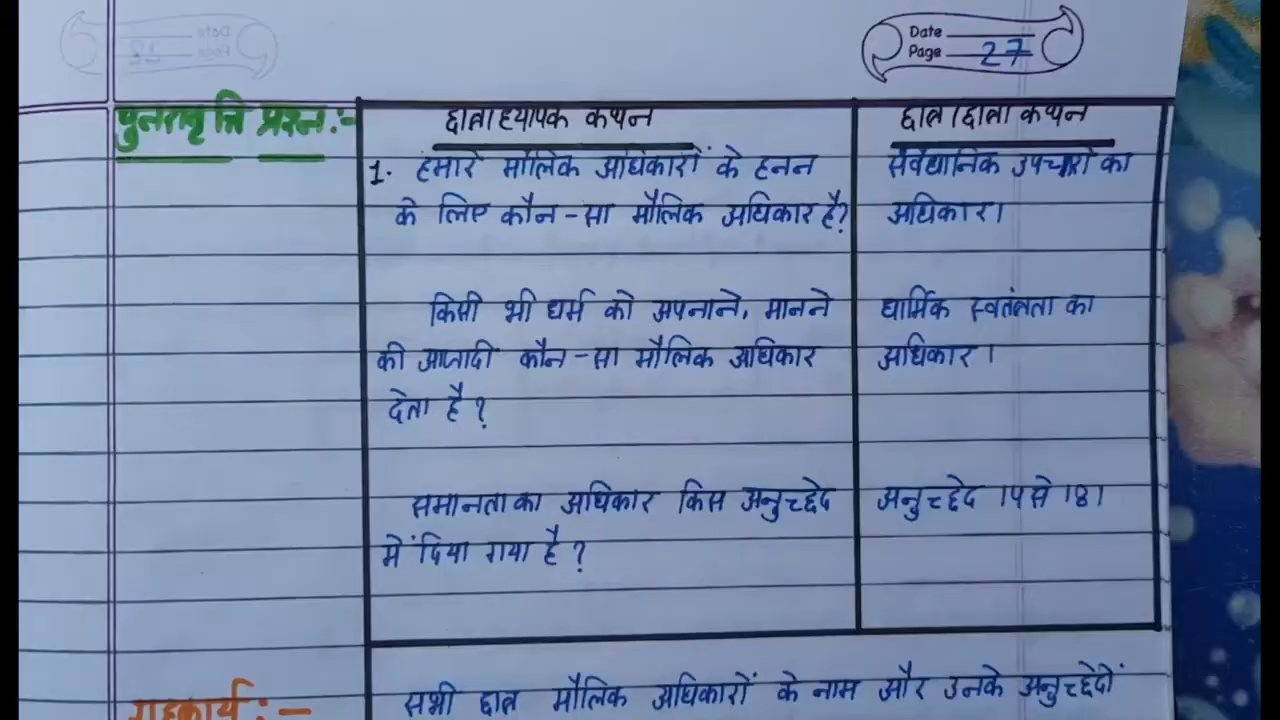 Date
Page 27
पुनरावृत्ति प्रश्न :-
छात्राध्यापक कथन
छात्र/छात्रा कथन
1. हमारे मौलिक अधिकारों के हनन
के लिए कौन-सा मौलिक अधिकार है?
संवैधानिक उपचारों का
अधिकार।
किसी भी धर्म को अपनाने, मानने
की आजादी कौन-सा मौलिक अधिकार
देता है ?
धार्मिक स्वतंत्रता का
अधिकार।
समानता का अधिकार किस अनुच्छेद
में दिया गया है ?
अनुच्छेद 14 से 18।
गृहकार्य :-
सभी छात्र मौलिक अधिकारों के नाम और उनके अनुच्छेदों